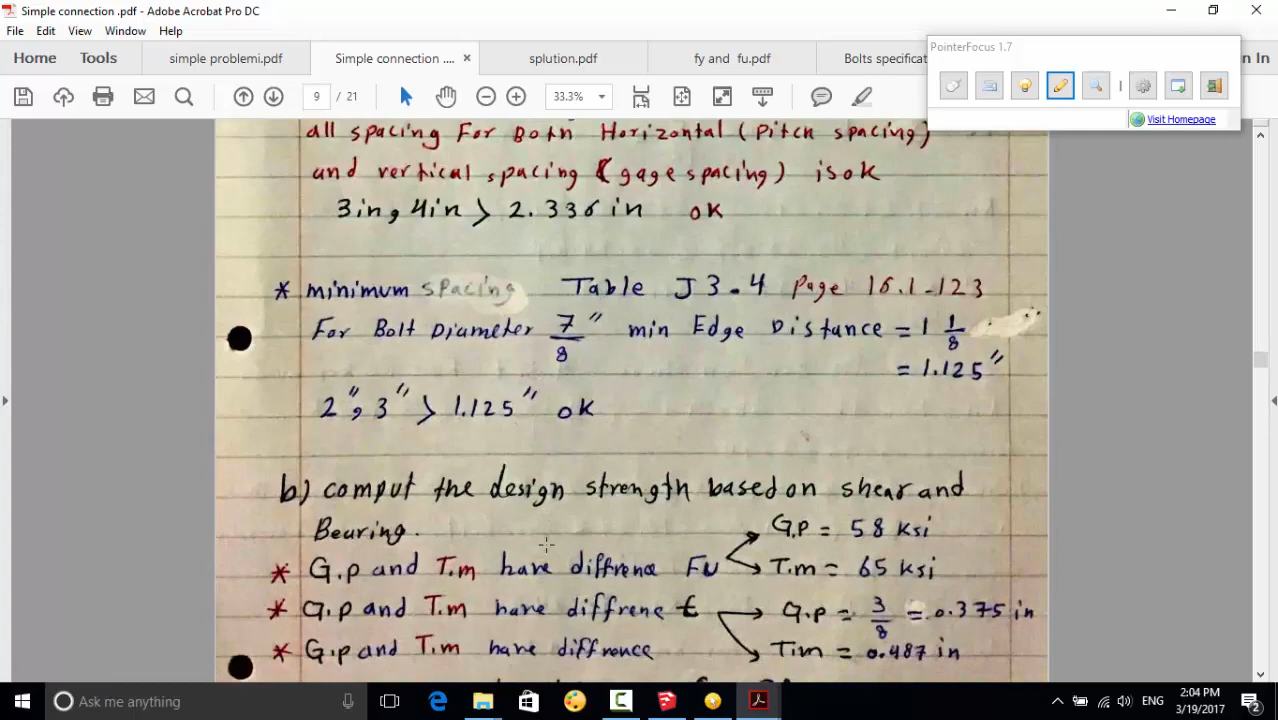 Simple connection .pdf - Adobe Acrobat Pro DC
File Edit View Window Help
Home Tools simple problemi.pdf Simple connection .... × splution.pdf fy and fu.pdf Bolts specificat n In
PointerFocus 1.7
9 / 21 33.3%
Visit Homepage
all spacing For Both Horizontal (Pitch spacing)
and vertical spacing (gage spacing) is ok
3in, 4in > 2.336in ok
* minimum spacing Table J3-4 page 16.1-123
For Bolt Diameter 7/8" min Edge Distance = 1 1/8
= 1.125"
2", 3" > 1.125" ok
b) comput the design strength based on shear and
Bearing.
G.P = 58 ksi
* G.p and T.m have diffrence Fu T.m = 65 ksi
* G.p and T.m have diffrene t G.p = 3/8 = 0.375 in
* G.p and T.m have diffrence T.m = 0.487 in
Ask me anything
ENG
2:04 PM
3/19/2017
2